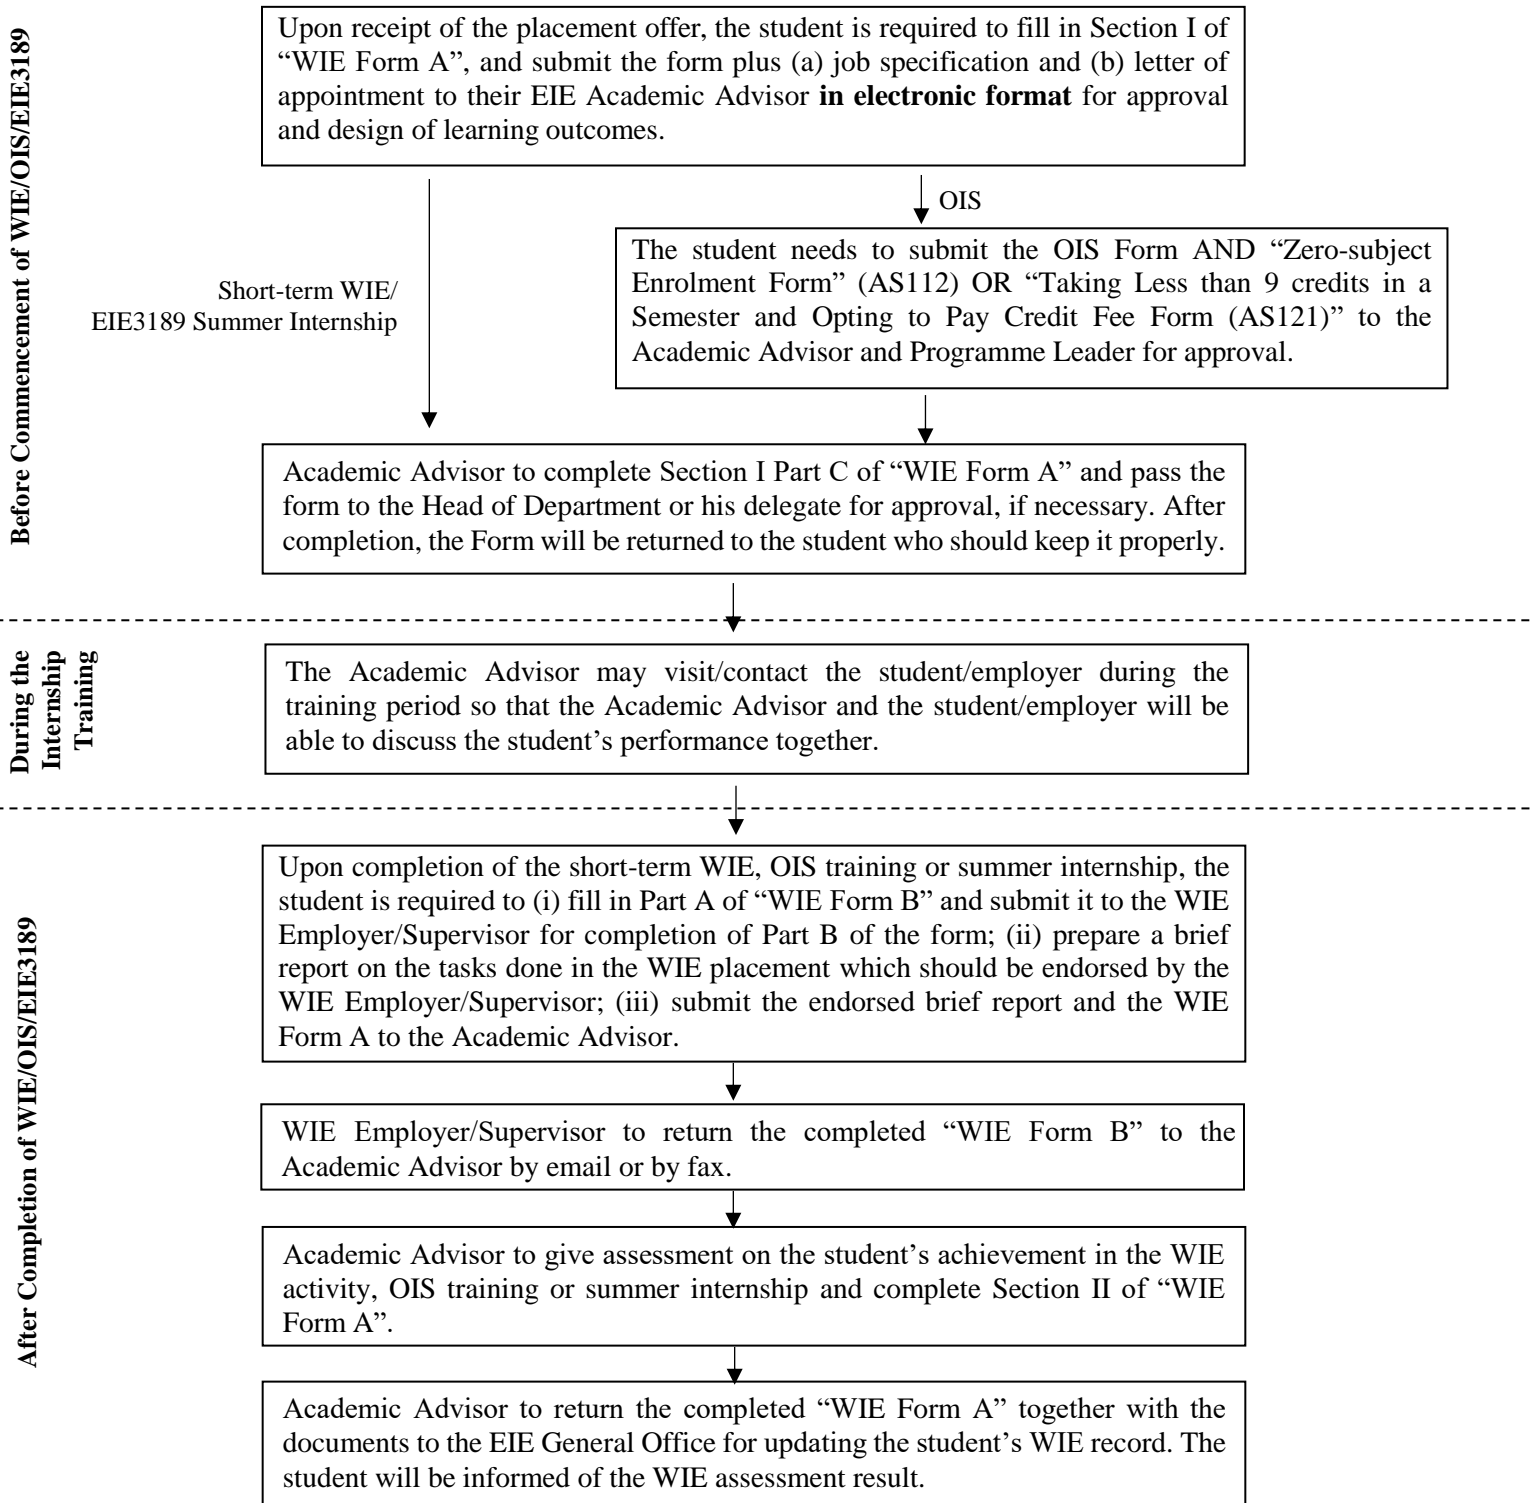 Before Commencement of WIE/OIS/EIE3189
Upon receipt of the placement offer, the student is required to fill in Section I of
“WIE Form A”, and submit the form plus (a) job specification and (b) letter of
appointment to their EIE Academic Advisor in electronic format for approval
and design of learning outcomes.
OIS
The student needs to submit the OIS Form AND “Zero-subject
Enrolment Form” (AS112) OR “Taking Less than 9 credits in a
Semester and Opting to Pay Credit Fee Form (AS121)” to the
Academic Advisor and Programme Leader for approval.
Short-term WIE/
EIE3189 Summer Internship
Academic Advisor to complete Section I Part C of “WIE Form A” and pass the
form to the Head of Department or his delegate for approval, if necessary. After
completion, the Form will be returned to the student who should keep it properly.
During the
Internship
Training
The Academic Advisor may visit/contact the student/employer during the
training period so that the Academic Advisor and the student/employer will be
able to discuss the student’s performance together.
After Completion of WIE/OIS/EIE3189
Upon completion of the short-term WIE, OIS training or summer internship, the
student is required to (i) fill in Part A of “WIE Form B” and submit it to the WIE
Employer/Supervisor for completion of Part B of the form; (ii) prepare a brief
report on the tasks done in the WIE placement which should be endorsed by the
WIE Employer/Supervisor; (iii) submit the endorsed brief report and the WIE
Form A to the Academic Advisor.
WIE Employer/Supervisor to return the completed “WIE Form B” to the
Academic Advisor by email or by fax.
Academic Advisor to give assessment on the student’s achievement in the WIE
activity, OIS training or summer internship and complete Section II of “WIE
Form A”.
Academic Advisor to return the completed “WIE Form A” together with the
documents to the EIE General Office for updating the student’s WIE record. The
student will be informed of the WIE assessment result.